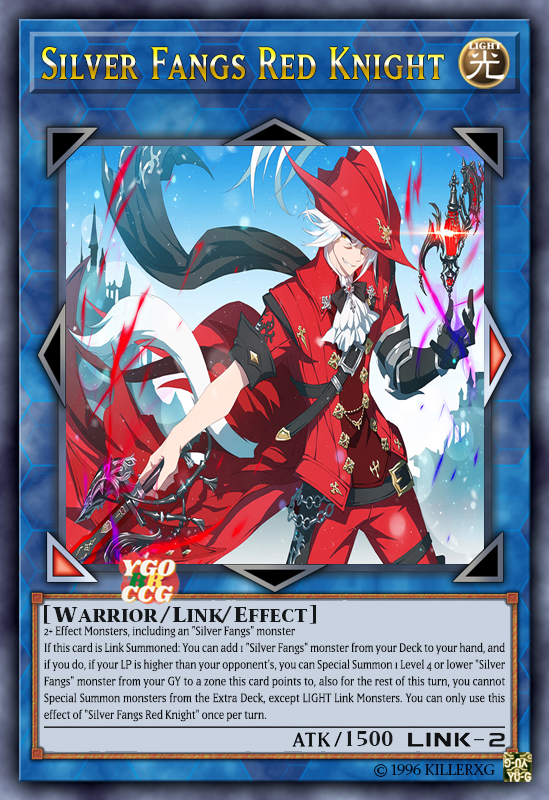 SILVER FANGS RED KNIGHT
LIGHT
光
YGO
RR
CCG
[WARRIOR/LINK/EFFECT]
2+ Effect Monsters, including an "Silver Fangs" monster
If this card is Link Summoned: You can add 1 "Silver Fangs" monster from your Deck to your hand, and
if you do, if your LP is higher than your opponent's, you can Special Summon 1 Level 4 or lower "Silver
Fangs" monster from your GY to a zone this card points to, also for the rest of this turn, you cannot
Special Summon monsters from the Extra Deck, except LIGHT Link Monsters. You can only use this
effect of "Silver Fangs Red Knight" once per turn.
ATK/1500 LINK-2
© 1996 KILLERXG